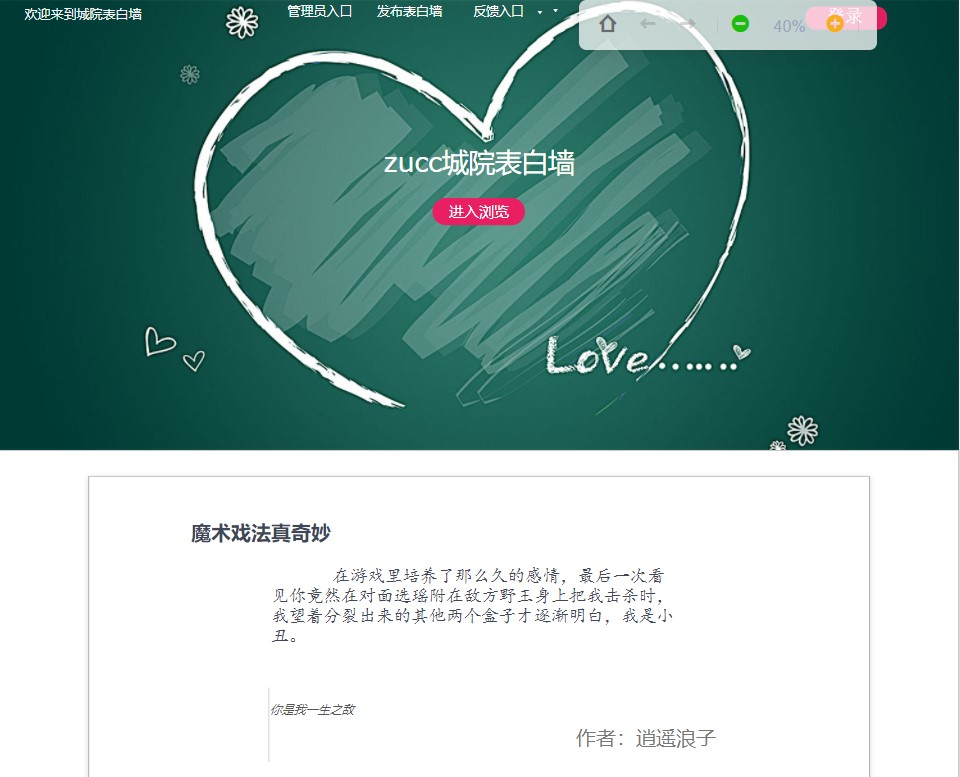 欢迎来到城院表白墙
管理员入口 发布表白墙 反馈入口
40%
登录
zucc城院表白墙
进入浏览
Love.......
魔术戏法真奇妙
在游戏里培养了那么久的感情，最后一次看
见你竟然在对面选瑶附在敌方野王身上把我击杀时，
我望着分裂出来的其他两个盒子才逐渐明白，我是小
丑。
你是我一生之敌
作者：逍遥浪子